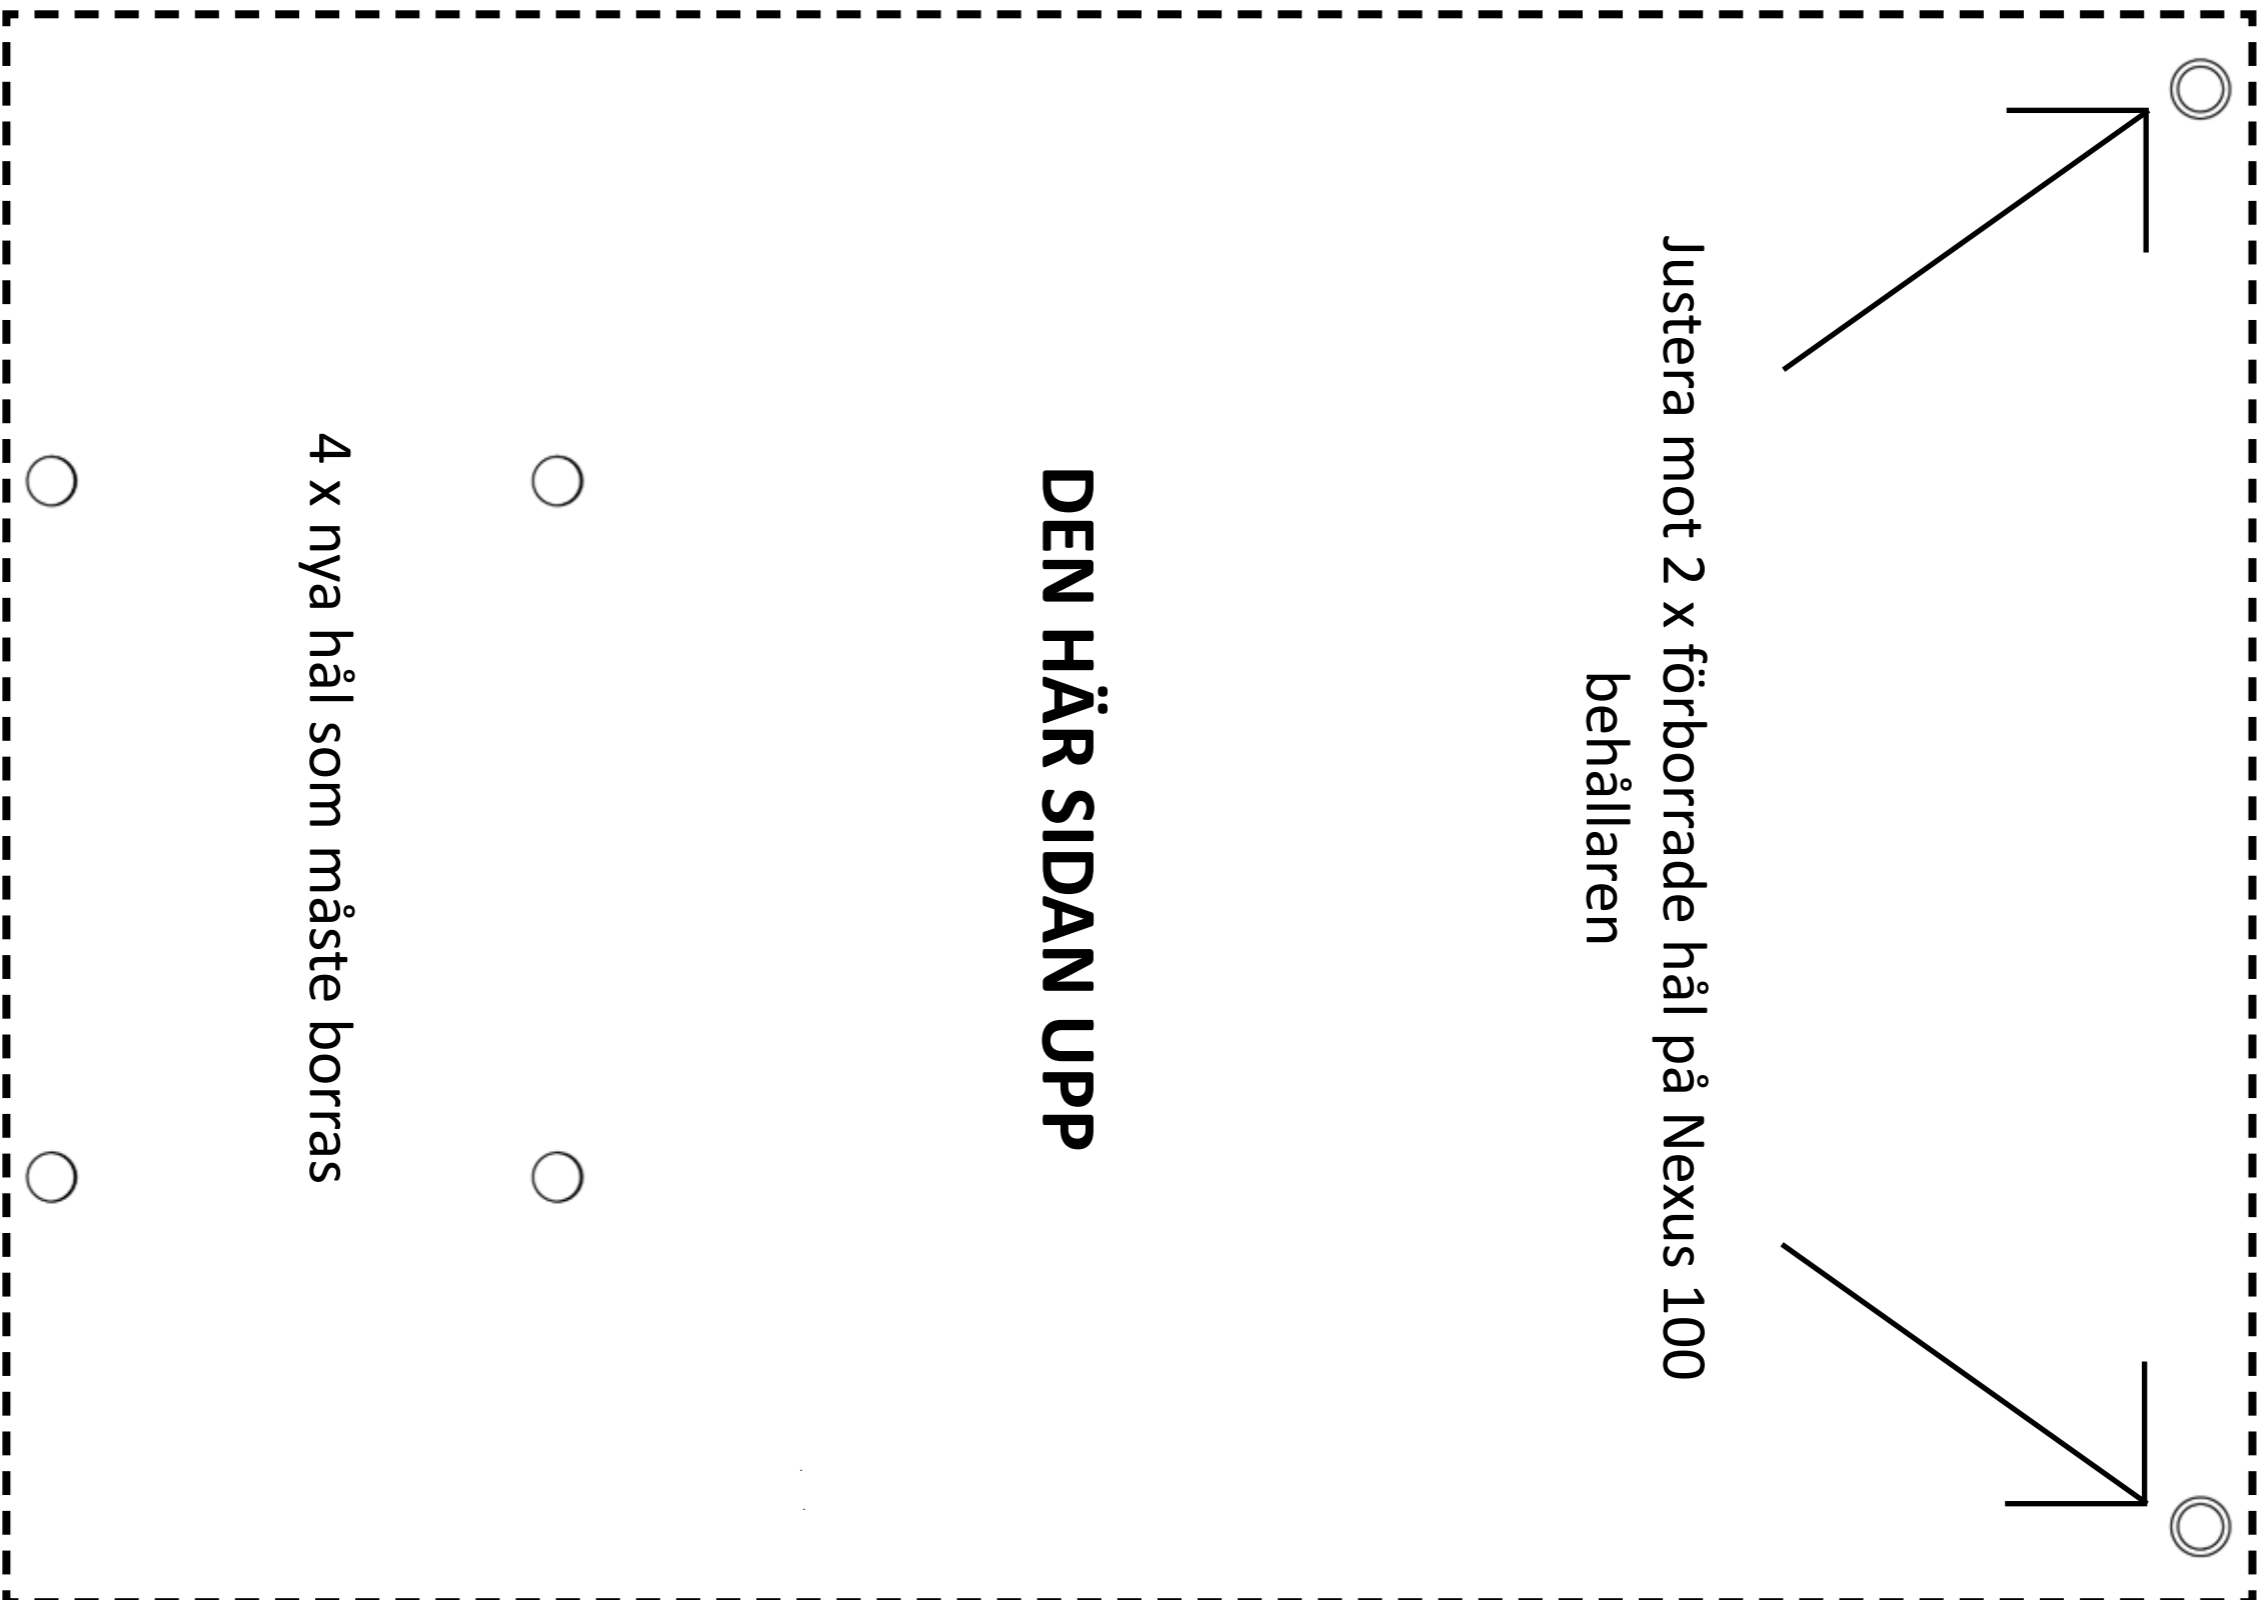 Justera mot 2 x förborrade hål på Nexus 100
behållaren
DEN HÄR SIDAN UPP
4 x nya hål som måste borras